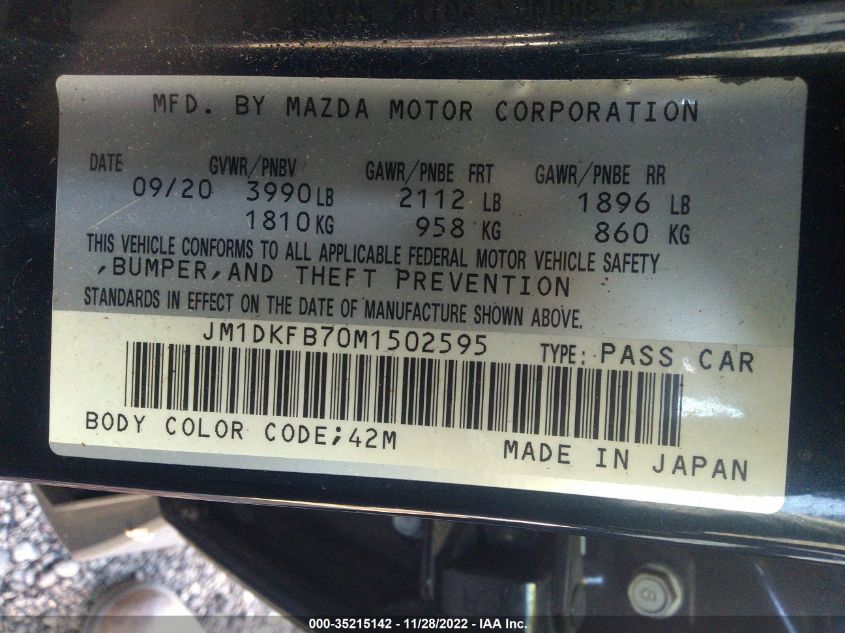 MFD. BY MAZDA MOTOR CORPORATION
DATE GVWR/PNBV GAWR/PNBE FRT GAWR/PNBE RR
09/20 3990 LB 2112 LB 1896 LB
1810 KG 958 KG 860 KG
THIS VEHICLE CONFORMS TO ALL APPLICABLE FEDERAL MOTOR VEHICLE SAFETY
,BUMPER,AND THEFT PREVENTION
STANDARDS IN EFFECT ON THE DATE OF MANUFACTURE SHOWN ABOVE.
JM1DKFB70M1502595 TYPE: PASS CAR
BODY COLOR CODE;42M MADE IN JAPAN
000-35215142 - 11/28/2022 - IAA Inc.